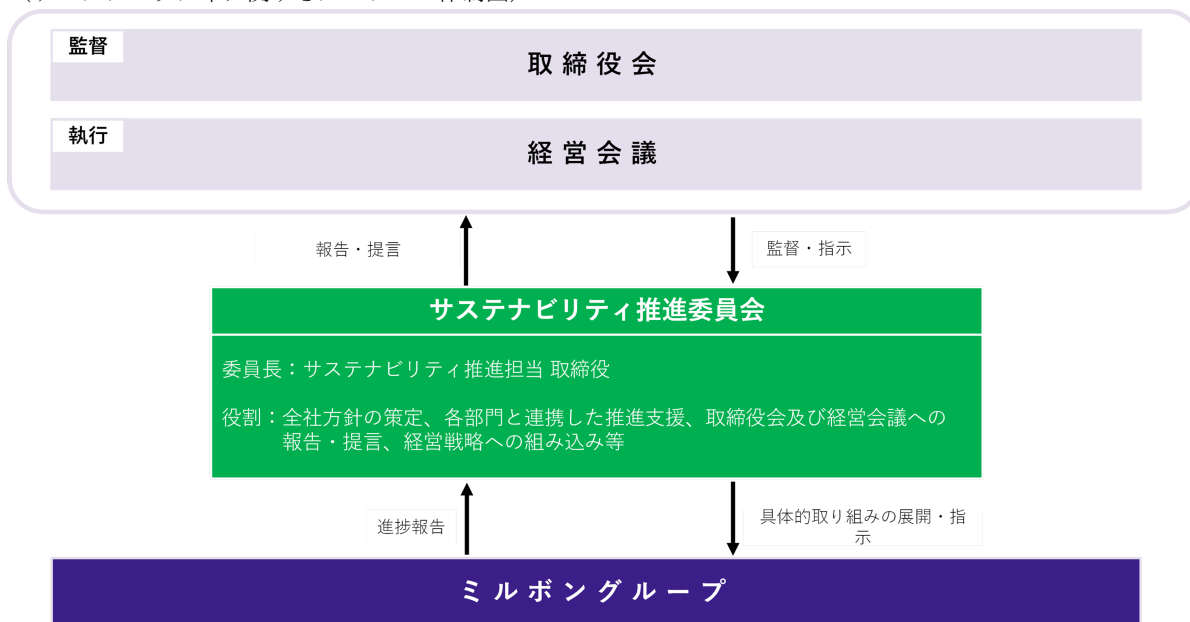 監督
取締役会
執行
経営会議
報告・提言
監督・指示
サステナビリティ推進委員会
委員長：サステナビリティ推進担当 取締役
役割：全社方針の策定、各部門と連携した推進支援、取締役会及び経営会議への
報告・提言、経営戦略への組み込み等
進捗報告
具体的取り組みの展開・指
示
ミルボングループ